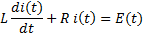 L di(t)/dt + R i(t) = E(t)